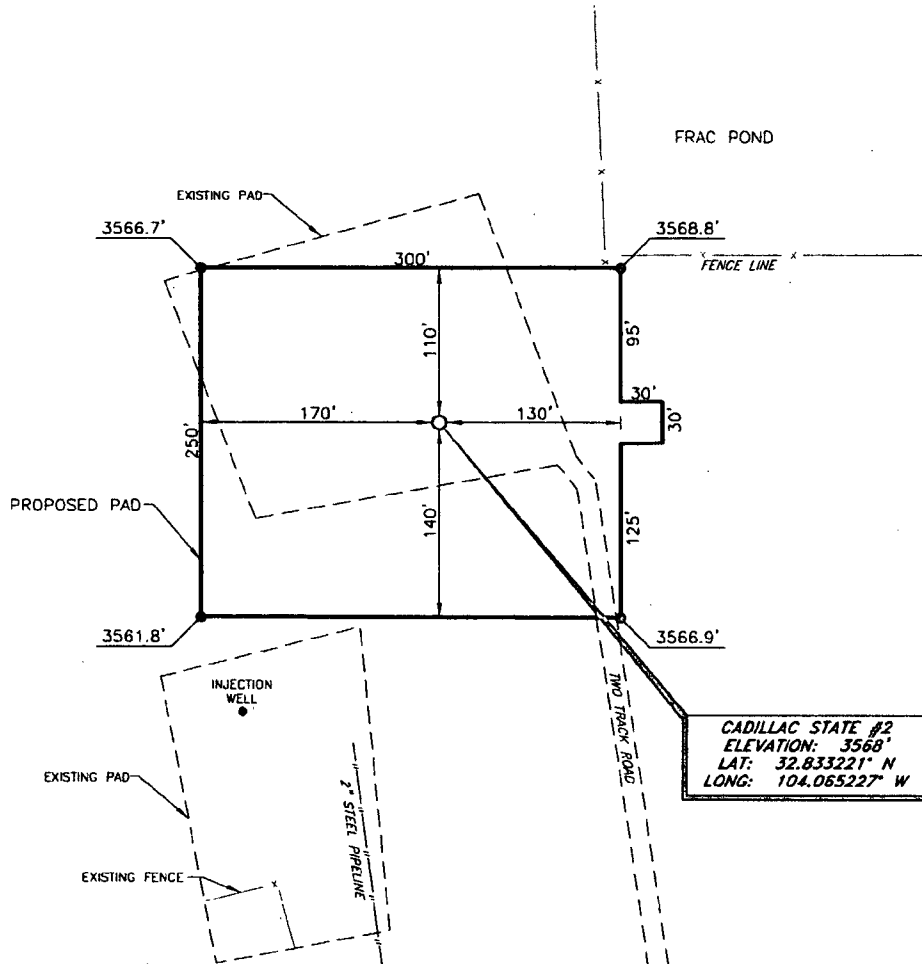 FRAC POND
EXISTING PAD
3566.7'
3568.8'
300'
FENCE LINE
110'
95'
30'
30'
170'
130'
250'
PROPOSED PAD
140'
125'
3561.8'
3566.9'
INJECTION
WELL
TWO TRACK ROAD
CADILLAC STATE #2
ELEVATION: 3568'
LAT: 32.833221° N
LONG: 104.065227° W
EXISTING PAD
2" STEEL PIPELINE
EXISTING FENCE